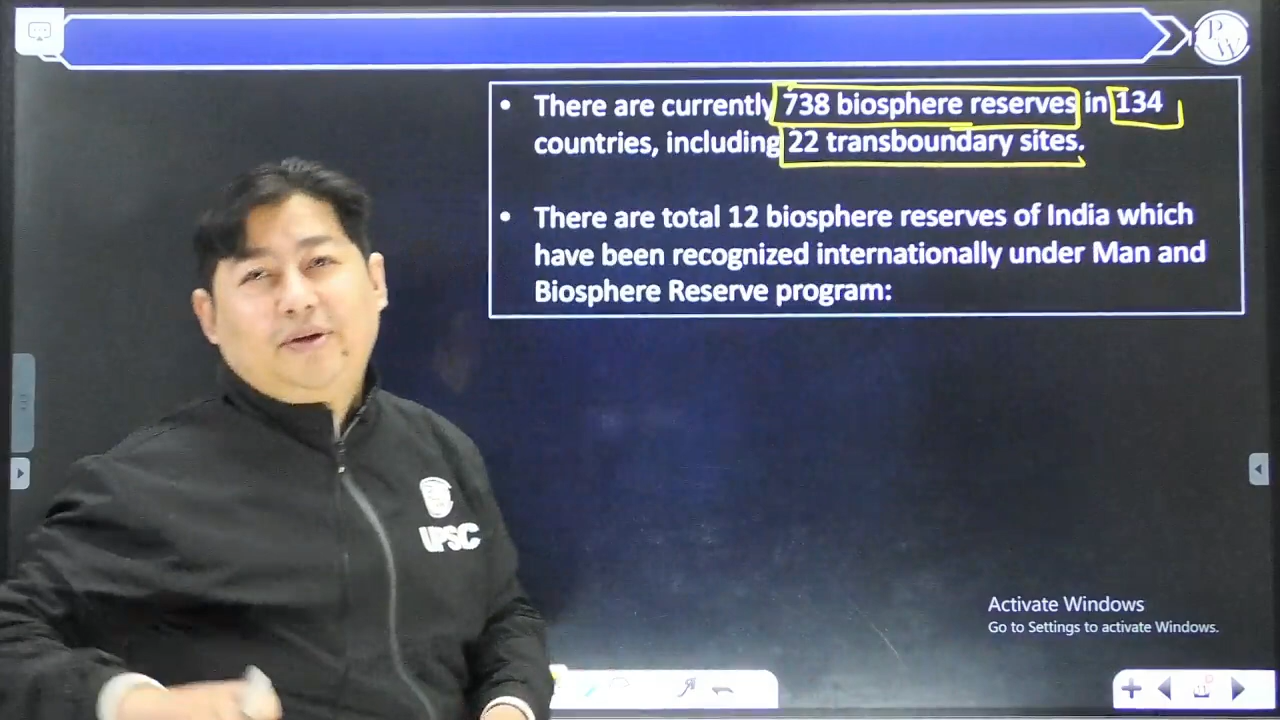 PW
• There are currently 738 biosphere reserves in 134
countries, including 22 transboundary sites.
• There are total 12 biosphere reserves of India which
have been recognized internationally under Man and
Biosphere Reserve program:
UPSC
Activate Windows
Go to Settings to activate Windows.